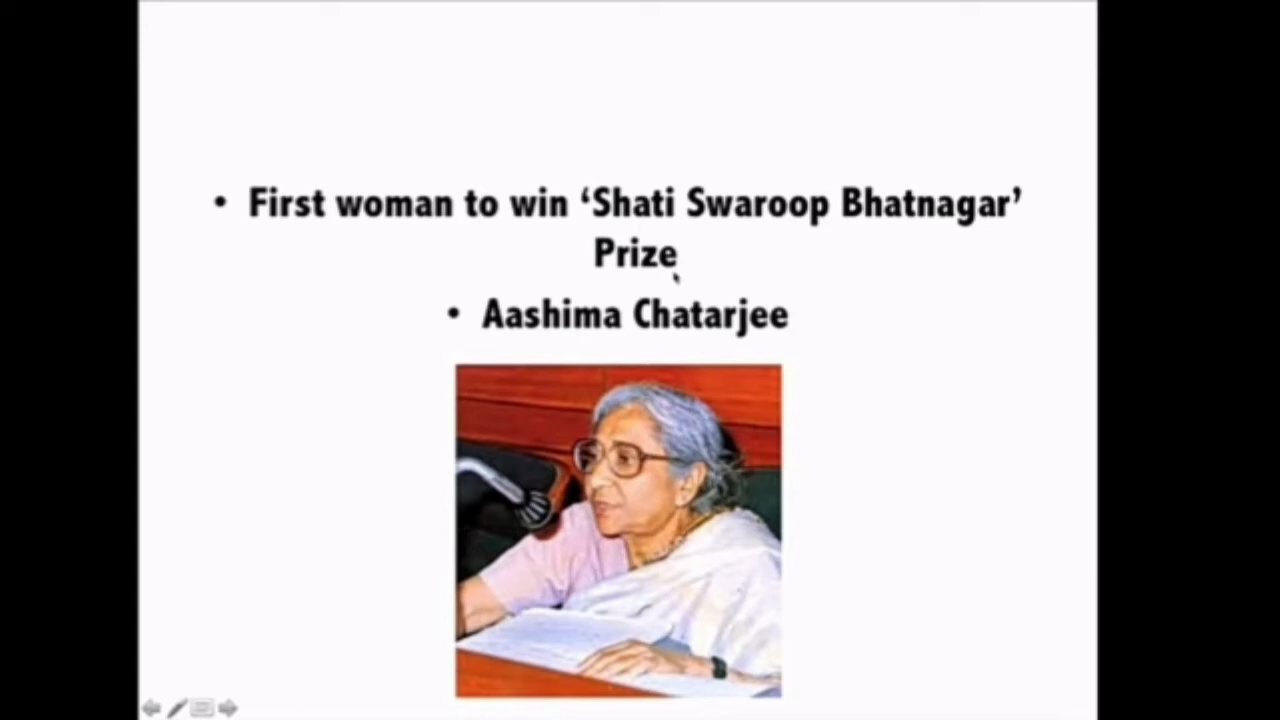 • First woman to win ‘Shati Swaroop Bhatnagar’
Prize
• Aashima Chatarjee